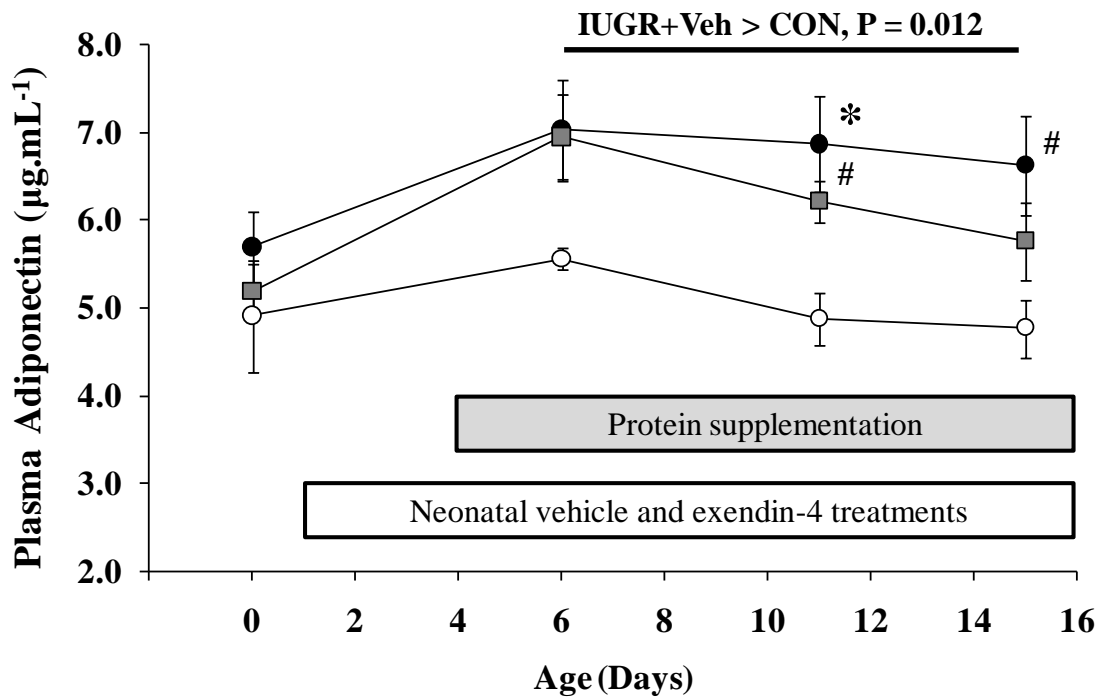 IUGR+Veh > CON, P = 0.012
8.0
7.0
6.0
5.0
4.0
3.0
2.0
Plasma Adiponectin (µg.mL-1)
*
#
#
Protein supplementation
Neonatal vehicle and exendin-4 treatments
0 2 4 6 8 10 12 14 16
Age (Days)